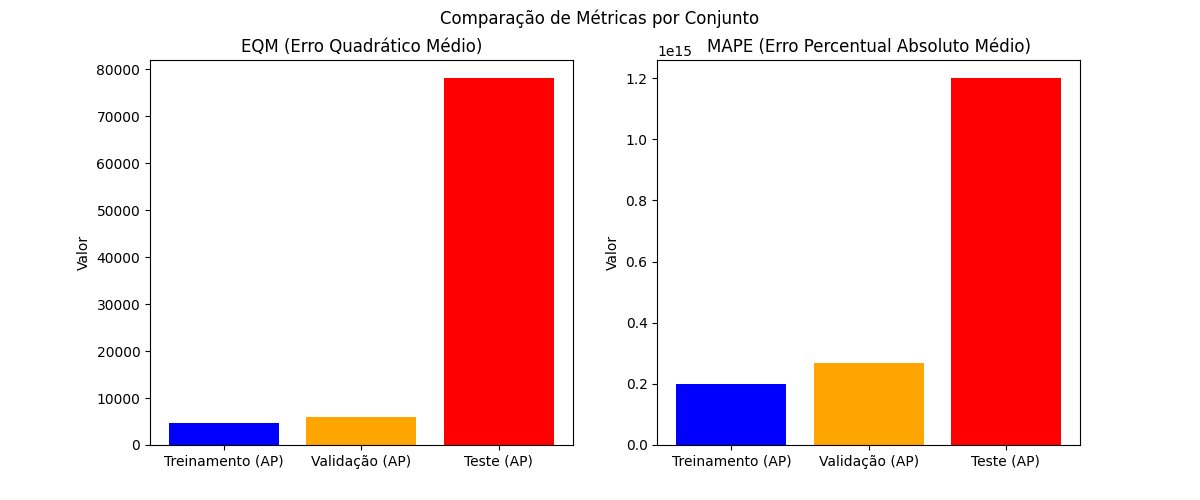 Comparação de Métricas por Conjunto
EQM (Erro Quadrático Médio)
80000
70000
60000
50000
40000
30000
20000
10000
0
Valor
Treinamento (AP)
Validação (AP)
Teste (AP)
MAPE (Erro Percentual Absoluto Médio)
1e15
1.2
1.0
0.8
0.6
0.4
0.2
0.0
Valor
Treinamento (AP)
Validação (AP)
Teste (AP)